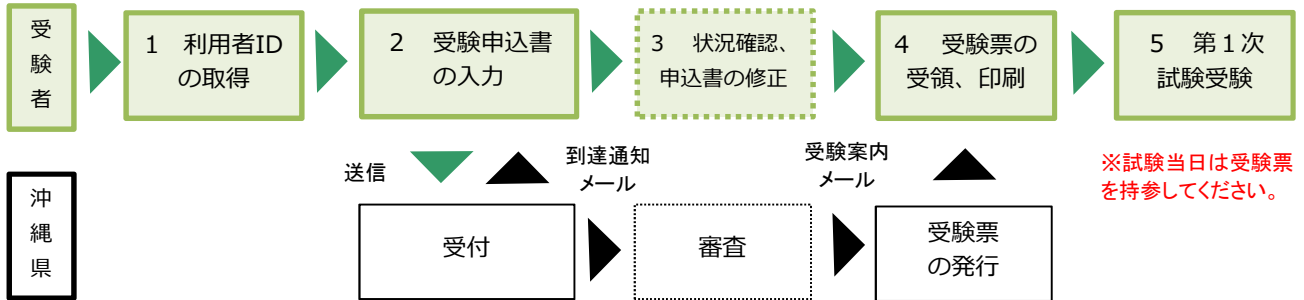 受
験
者
1　利用者ID
の取得
2　受験申込書
の入力
3　状況確認、
申込書の修正
4　受験票の
受領、印刷
5　第１次
試験受験
送信
到達通知
メール
受験案内
メール
※試験当日は受験票
を持参してください。
沖
縄
県
受付
審査
受験票
の発行